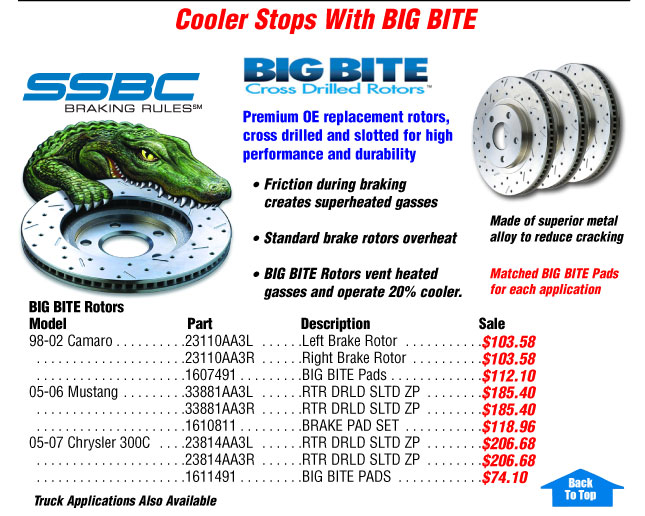 Cooler Stops With BIG BITE
SSBC
BRAKING RULES℠
BIG BITE
Cross Drilled Rotors™
Premium OE replacement rotors,
cross drilled and slotted for high
performance and durability
• Friction during braking
creates superheated gasses
• Standard brake rotors overheat
• BIG BITE Rotors vent heated
gasses and operate 20% cooler.
Made of superior metal
alloy to reduce cracking
Matched BIG BITE Pads
for each application
BIG BITE Rotors
Model Part Description Sale
98-02 Camaro . . . . . . . . . .23110AA3L . . . . . .Left Brake Rotor . . . . . . . . . . .$103.58
. . . . . . . . . . . . . . . . . . . . .23110AA3R . . . . . .Right Brake Rotor . . . . . . . . . .$103.58
. . . . . . . . . . . . . . . . . . . . .1607491 . . . . . . . . .BIG BITE Pads . . . . . . . . . . . . .$112.10
05-06 Mustang . . . . . . . . .33881AA3L . . . . . .RTR DRLD SLTD ZP . . . . . . . .$185.40
. . . . . . . . . . . . . . . . . . . . .33881AA3R . . . . . .RTR DRLD SLTD ZP . . . . . . . .$185.40
. . . . . . . . . . . . . . . . . . . . .1610811 . . . . . . . . .BRAKE PAD SET . . . . . . . . . . .$118.96
05-07 Chrysler 300C . . . .23814AA3L . . . . . .RTR DRLD SLTD ZP . . . . . . . .$206.68
. . . . . . . . . . . . . . . . . . . . .23814AA3R . . . . . .RTR DRLD SLTD ZP . . . . . . . .$206.68
. . . . . . . . . . . . . . . . . . . . .1611491 . . . . . . . . .BIG BITE PADS . . . . . . . . . . . .$74.10
Truck Applications Also Available
Back
To Top